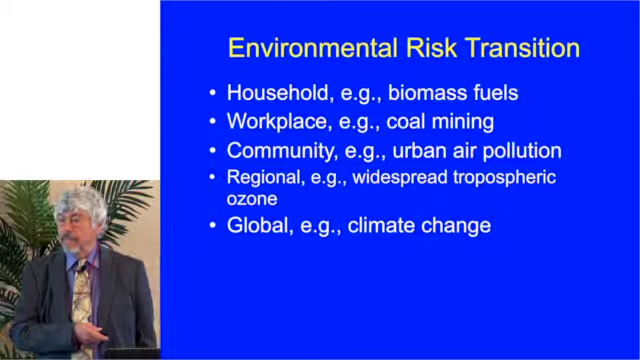 Environmental Risk Transition
• Household, e.g., biomass fuels
• Workplace, e.g., coal mining
• Community, e.g., urban air pollution
• Regional, e.g., widespread tropospheric
ozone
• Global, e.g., climate change